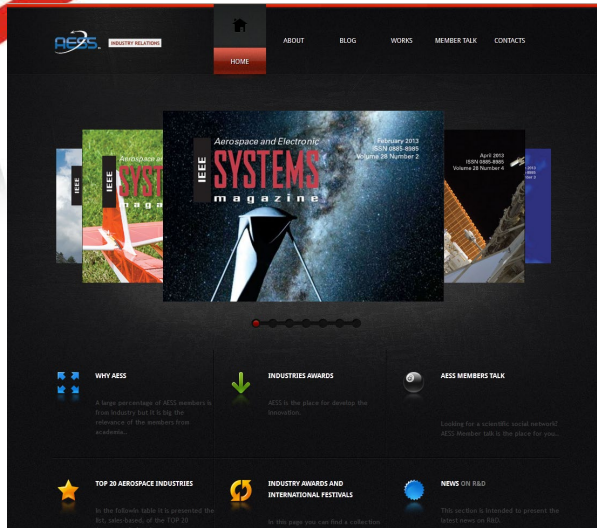 AESS
INDUSTRY RELATIONS
HOME
ABOUT
BLOG
WORKS
MEMBER TALK
CONTACTS
IEEE
IEEE
Aerospace and Electronic
SYSTEMS
magazine
February 2013
ISSN 0885-8985
Volume 28 Number 2
IEEE
April 2013
ISSN 0885-8985
Volume 28 Number 4
WHY AESS
A large percentage of AESS members is
from industry but it is big the
relevance of the members from
academia..
INDUSTRIES AWARDS
AESS is the place for develop the
innovation.
AESS MEMBERS TALK
Looking for a scientific social network?
AESS Member talk is the place for you..
TOP 20 AEROSPACE INDUSTRIES
In the followin table it is presented the
list, sales-based, of the TOP 20
INDUSTRY AWARDS AND
INTERNATIONAL FESTIVALS
In this page you can find a collection
NEWS ON R&D
This section is intended to present the
latest news on R&D.